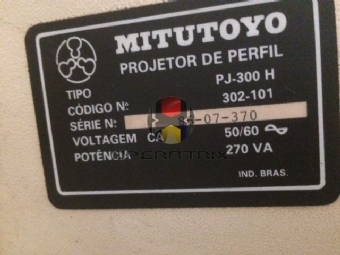 MITUTOYO
PROJETOR DE PERFIL
TIPO PJ-300 H
CÓDIGO Nº 302-101
SÉRIE Nº -07-370
VOLTAGEM CA 50/60
POTÊNCIA 270 VA
IND. BRAS.
OPERATRIX